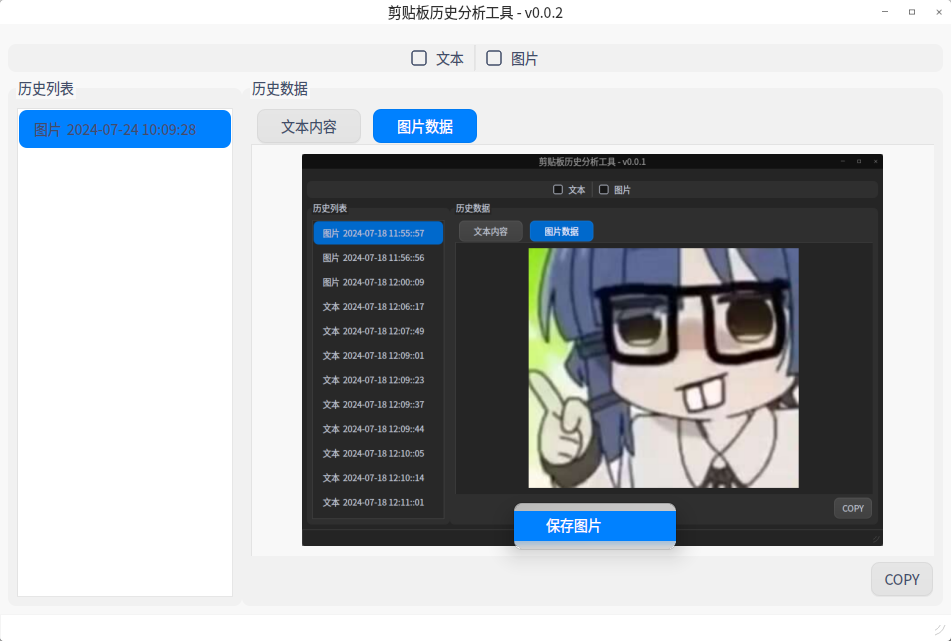 剪贴板历史分析工具 - v0.0.2
文本 图片
历史列表
图片 2024-07-24 10:09:28
历史数据
文本内容 图片数据
剪贴板历史分析工具 - v0.0.1
文本 图片
历史列表
图片 2024-07-18 11:55::57
图片 2024-07-18 11:56::56
图片 2024-07-18 12:00::09
文本 2024-07-18 12:06::17
文本 2024-07-18 12:07::49
文本 2024-07-18 12:09::01
文本 2024-07-18 12:09::23
文本 2024-07-18 12:09::37
文本 2024-07-18 12:09::44
文本 2024-07-18 12:10::05
文本 2024-07-18 12:10::14
文本 2024-07-18 12:11::01
历史数据
文本内容 图片数据
COPY
保存图片
COPY